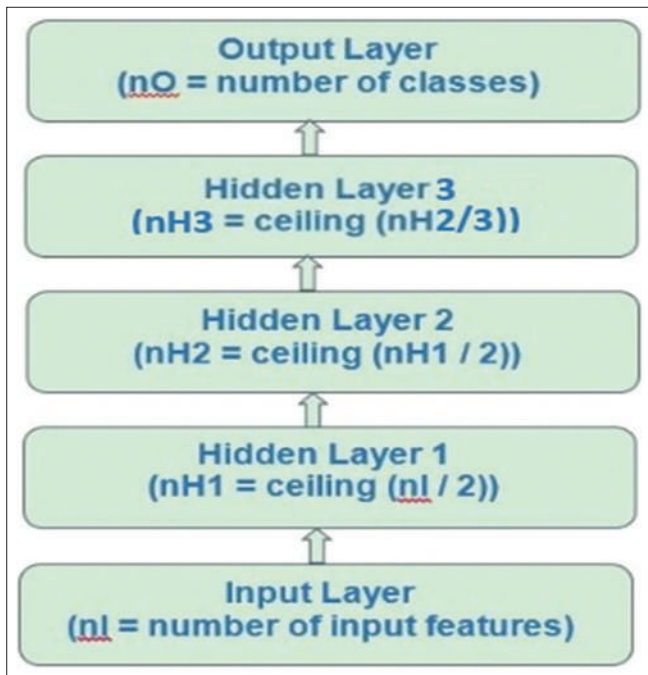 Output Layer
(nO = number of classes)
Hidden Layer 3
(nH3 = ceiling (nH2/3))
Hidden Layer 2
(nH2 = ceiling (nH1 / 2))
Hidden Layer 1
(nH1 = ceiling (nI / 2))
Input Layer
(nI = number of input features)